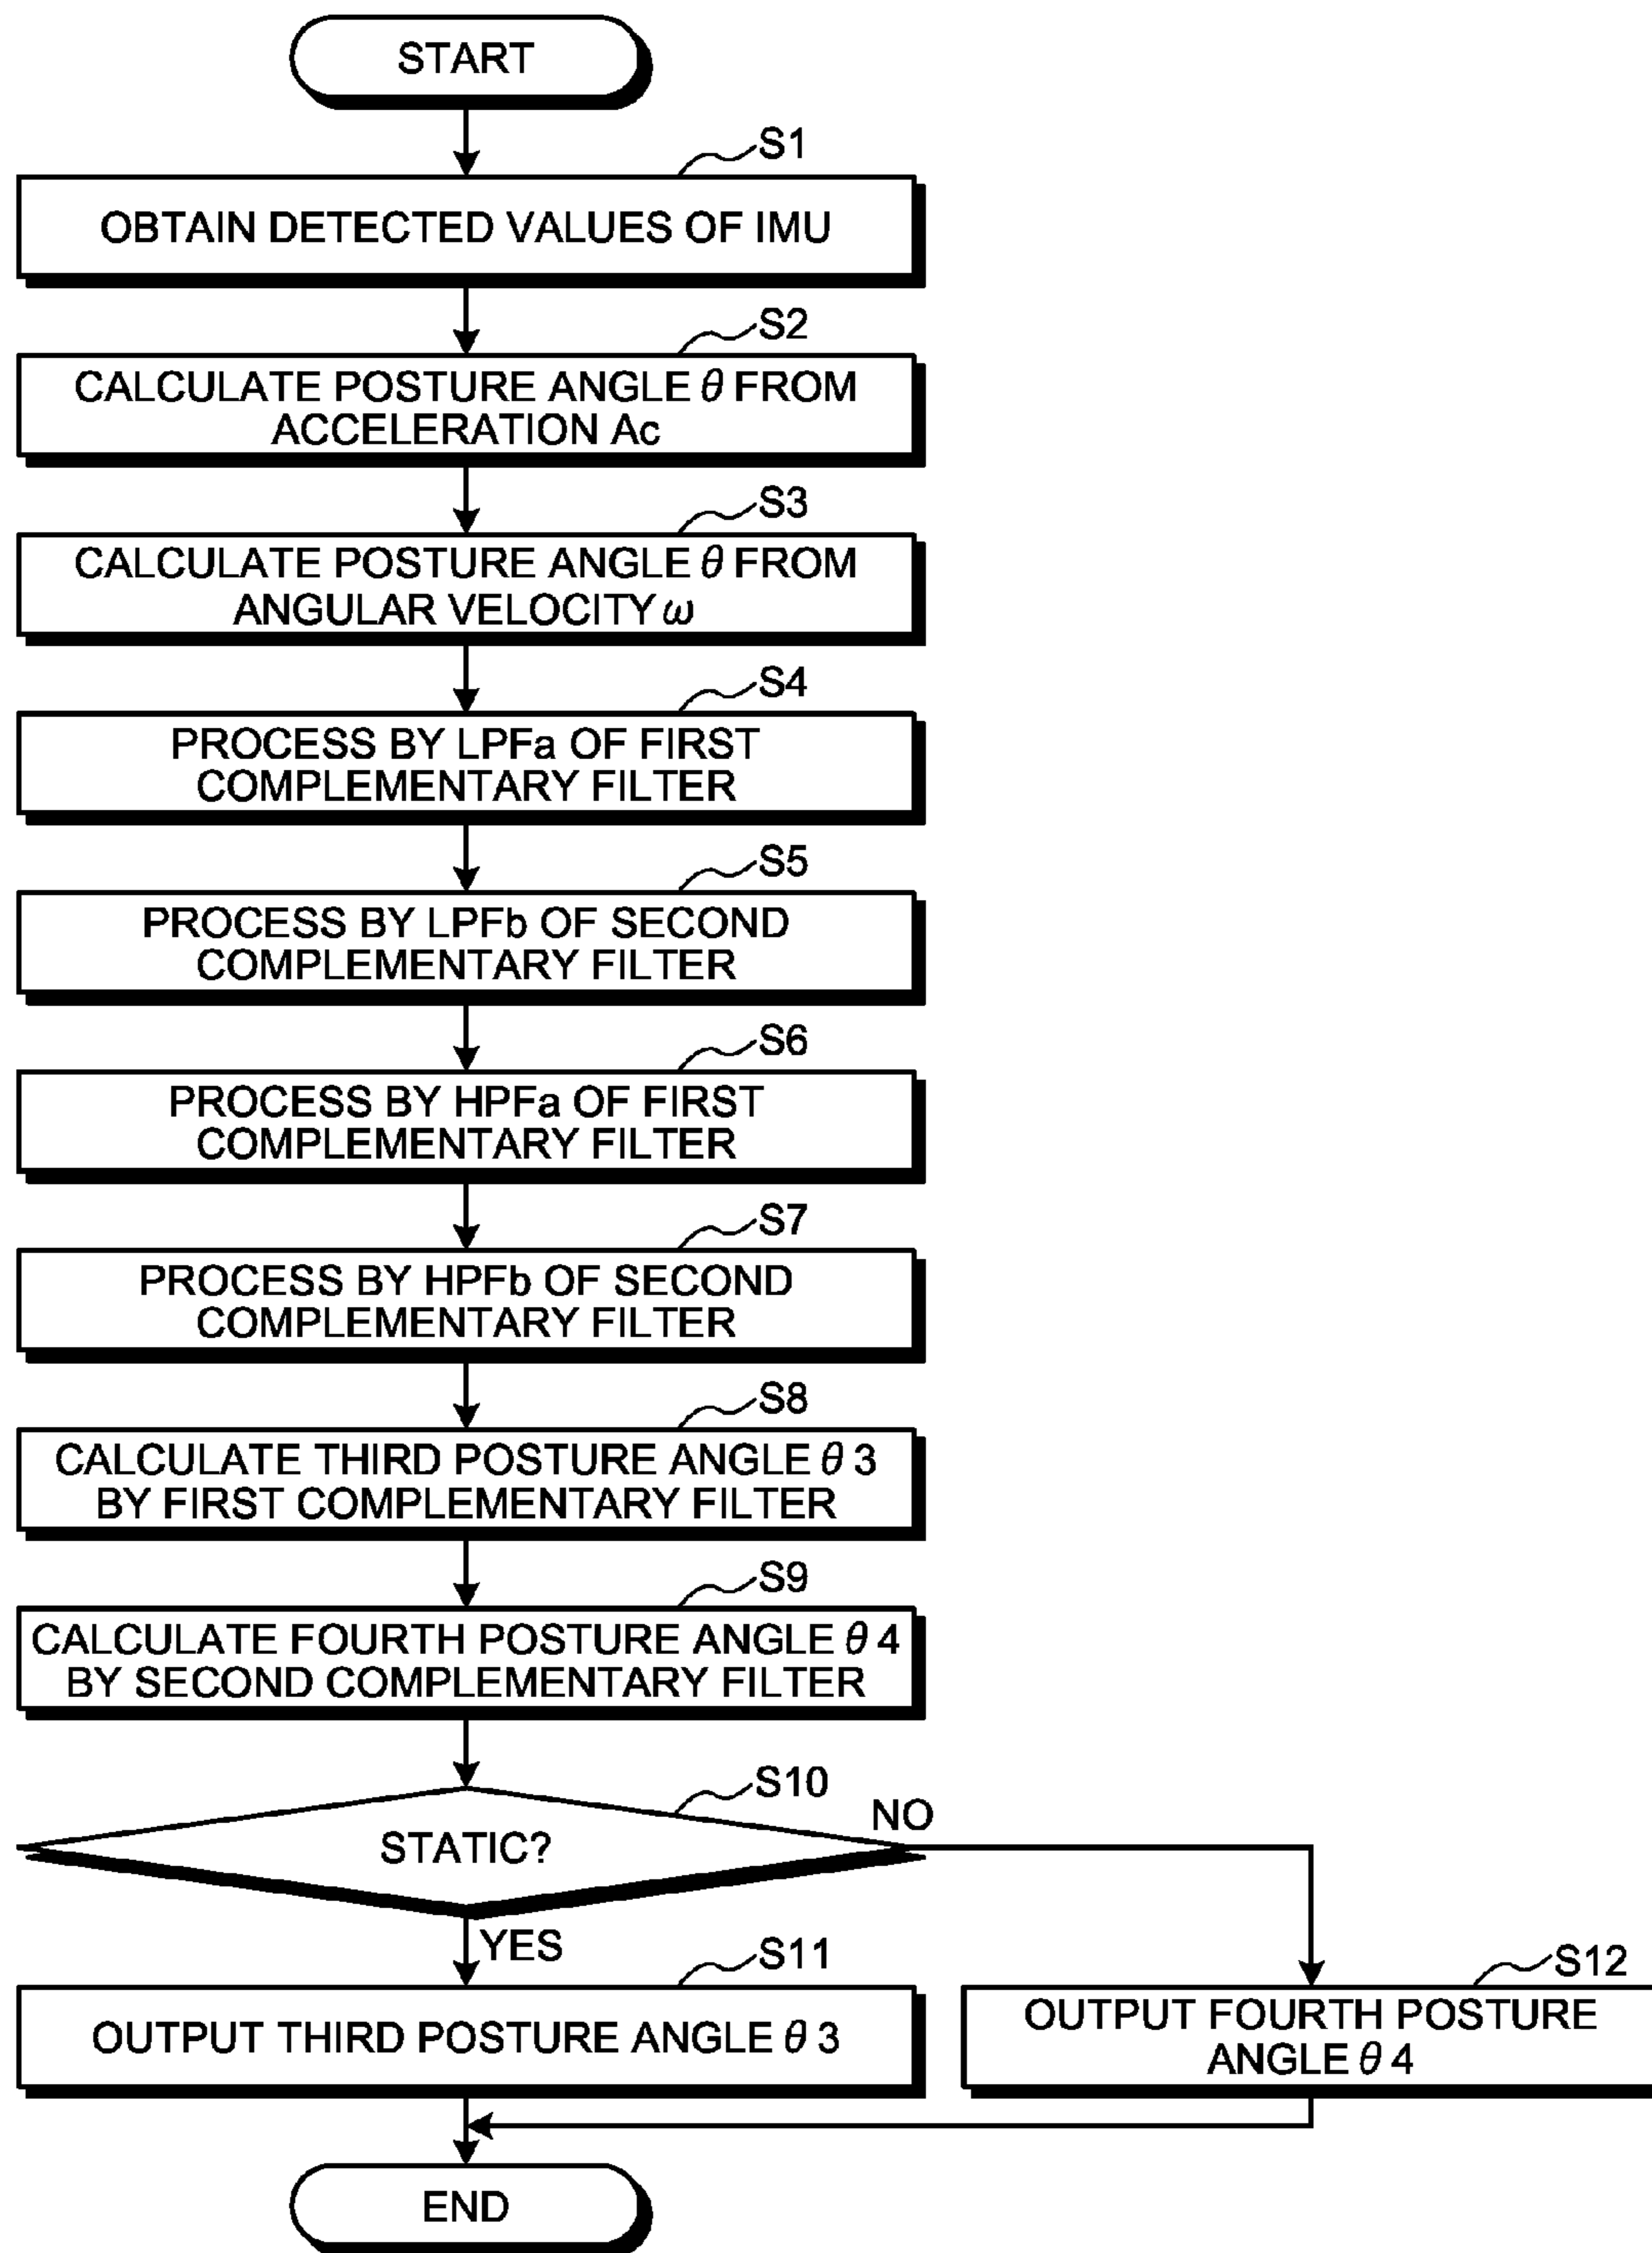 START
S1
OBTAIN DETECTED VALUES OF IMU
S2
CALCULATE POSTURE ANGLE θ FROM
ACCELERATION Ac
S3
CALCULATE POSTURE ANGLE θ FROM
ANGULAR VELOCITY ω
S4
PROCESS BY LPFa OF FIRST
COMPLEMENTARY FILTER
S5
PROCESS BY LPFb OF SECOND
COMPLEMENTARY FILTER
S6
PROCESS BY HPFa OF FIRST
COMPLEMENTARY FILTER
S7
PROCESS BY HPFb OF SECOND
COMPLEMENTARY FILTER
S8
CALCULATE THIRD POSTURE ANGLE θ 3
BY FIRST COMPLEMENTARY FILTER
S9
CALCULATE FOURTH POSTURE ANGLE θ 4
BY SECOND COMPLEMENTARY FILTER
S10
STATIC?
NO
YES
S11
OUTPUT THIRD POSTURE ANGLE θ 3
S12
OUTPUT FOURTH POSTURE
ANGLE θ 4
END